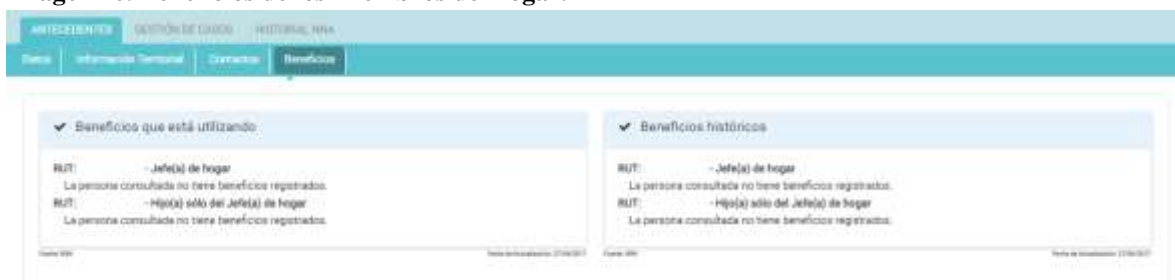 ANTECEDENTES GESTIÓN DE CASOS HISTORIAL NNA
Datos Información Territorial Contactos Beneficios
✔ Beneficios que está utilizando
RUT: - Jefe(a) de hogar
La persona consultada no tiene beneficios registrados.
RUT: - Hijo(a) sólo del Jefe(a) de hogar
La persona consultada no tiene beneficios registrados.
✔ Beneficios históricos
RUT: - Jefe(a) de hogar
La persona consultada no tiene beneficios registrados.
RUT: - Hijo(a) sólo del Jefe(a) de hogar
La persona consultada no tiene beneficios registrados.